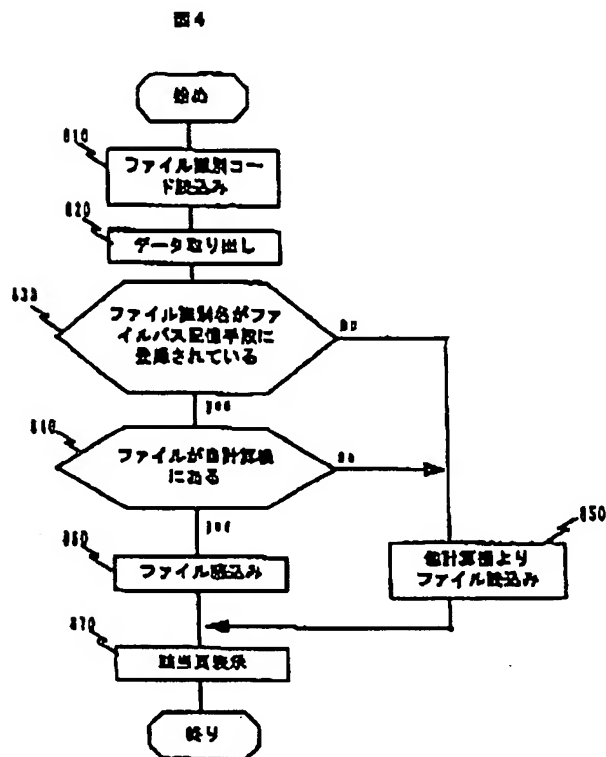 図4
始め
810
ファイル識別コー
ド読込み
820
データ取り出し
830
ファイル識別名がファ
イルパス記憶手段に
登録されている
no
yes
840
ファイルが自計算機
にある
no
yes
850
他計算機より
ファイル読込み
860
ファイル読込み
870
該当頁表示
終り